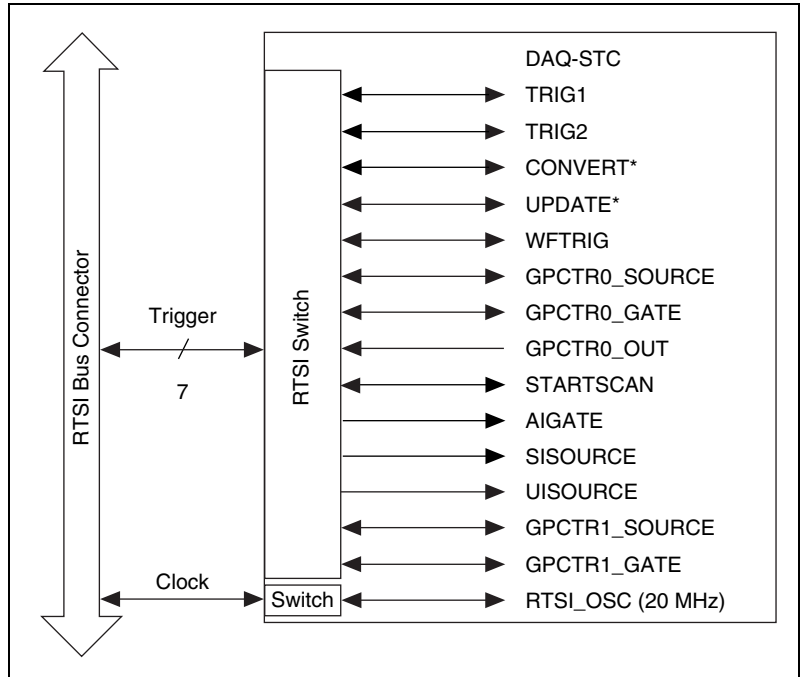 DAQ-STC
TRIG1
TRIG2
CONVERT*
UPDATE*
WFTRIG
GPCTR0_SOURCE
GPCTR0_GATE
GPCTR0_OUT
STARTSCAN
AIGATE
SISOURCE
UISOURCE
GPCTR1_SOURCE
GPCTR1_GATE
RTSI_OSC (20 MHz)
RTSI Bus Connector
Trigger
7
Clock
RTSI Switch
Switch